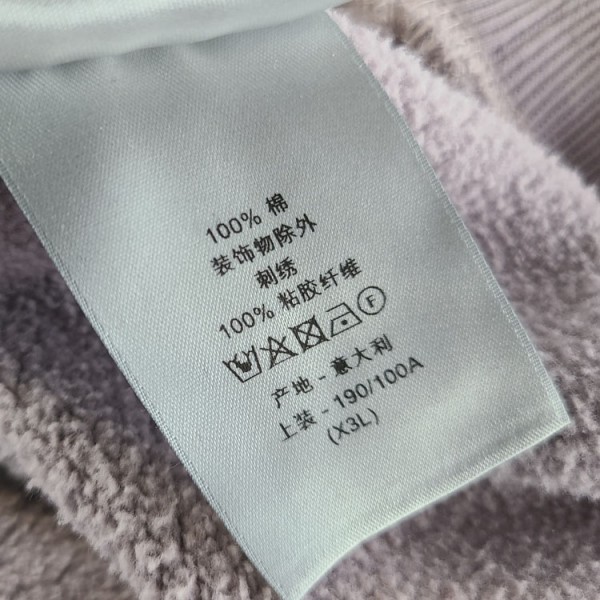 100% 棉
装饰物除外
刺绣
100% 粘胶纤维
F
产地 - 意大利
上装 - 190/100A
(X3L)